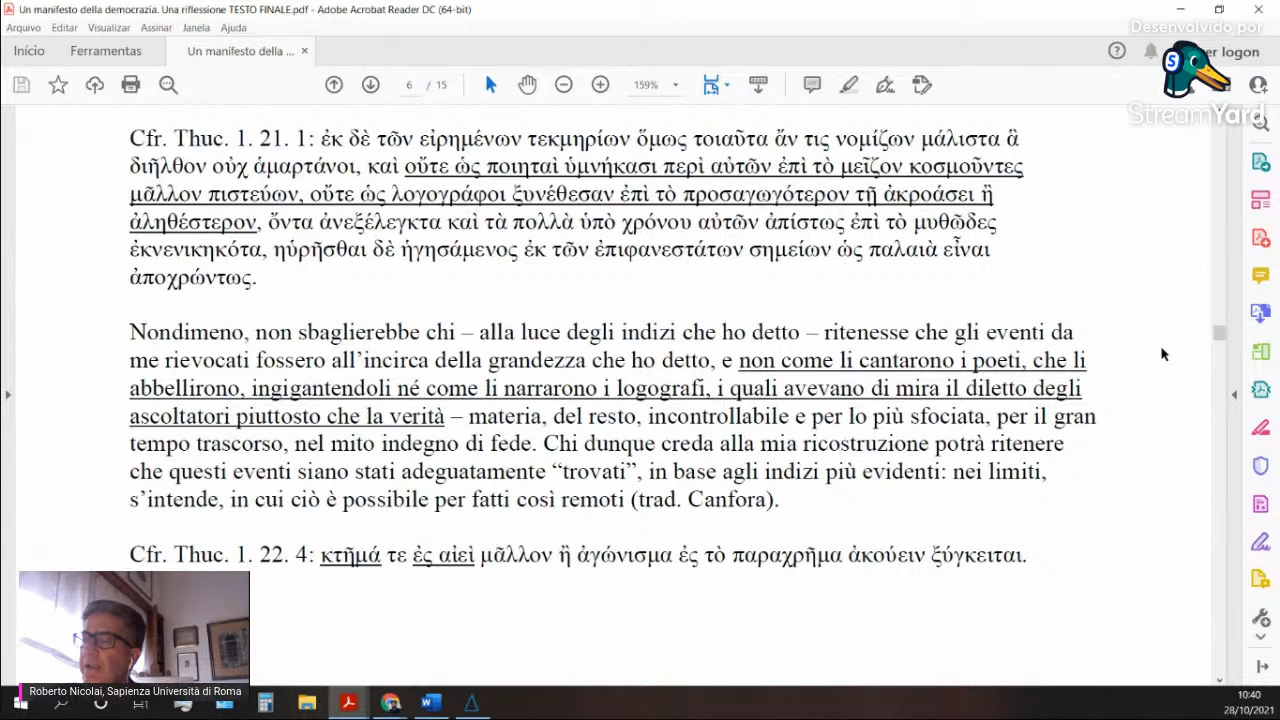 Un manifesto della democrazia. Una riflessione TESTO FINALE.pdf - Adobe Acrobat Reader DC (64-bit)
Arquivo Editar Visualizar Assinar Janela Ajuda
Desenvolvido por
Início Ferramentas Un manifesto della ... × er logon
StreamYard
6 / 15 159%
Cfr. Thuc. 1. 21. 1: ἐκ δὲ τῶν εἰρημένων τεκμηρίων ὅμως τοιαῦτα ἄν τις νομίζων μάλιστα ἃ
διῆλθον οὐχ ἁμαρτάνοι, καὶ οὔτε ὡς ποιηταὶ ὑμνήκασι περὶ αὐτῶν ἐπὶ τὸ μεῖζον κοσμοῦντες
μᾶλλον πιστεύων, οὔτε ὡς λογογράφοι ξυνέθεσαν ἐπὶ τὸ προσαγωγότερον τῇ ἀκροάσει ἢ
ἀληθέστερον, ὄντα ἀνεξέλεγκτα καὶ τὰ πολλὰ ὑπὸ χρόνου αὐτῶν ἀπίστως ἐπὶ τὸ μυθῶδες
ἐκνενικηκότα, ηὑρῆσθαι δὲ ἡγησάμενος ἐκ τῶν ἐπιφανεστάτων σημείων ὡς παλαιὰ εἶναι
ἀποχρώντως.
Nondimeno, non sbaglierebbe chi – alla luce degli indizi che ho detto – ritenesse che gli eventi da
me rievocati fossero all’incirca della grandezza che ho detto, e non come li cantarono i poeti, che li
abbellirono, ingigantendoli né come li narrarono i logografi, i quali avevano di mira il diletto degli
ascoltatori piuttosto che la verità – materia, del resto, incontrollabile e per lo più sfociata, per il gran
tempo trascorso, nel mito indegno di fede. Chi dunque creda alla mia ricostruzione potrà ritenere
che questi eventi siano stati adeguatamente “trovati”, in base agli indizi più evidenti: nei limiti,
s’intende, in cui ciò è possibile per fatti così remoti (trad. Canfora).
Cfr. Thuc. 1. 22. 4: κτῆμά τε ἐς αἰεὶ μᾶλλον ἢ ἀγώνισμα ἐς τὸ παραχρῆμα ἀκούειν ξύγκειται.
Roberto Nicolai, Sapienza Università di Roma
10:40
28/10/2021